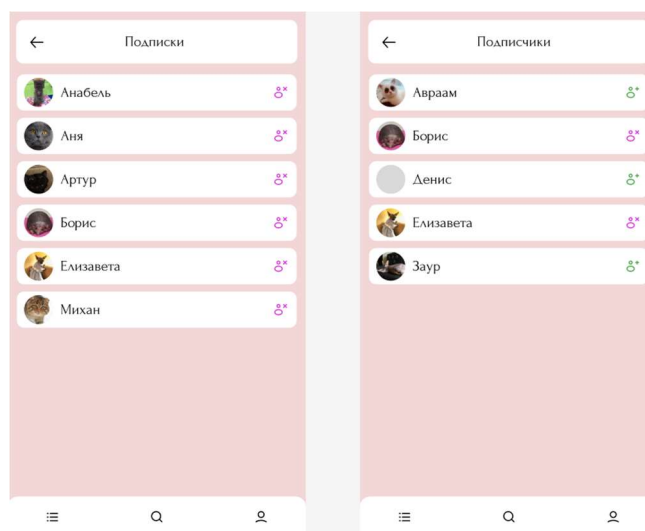 Подписки
Анабель
Аня
Артур
Борис
Елизавета
Михан
Подписчики
Авраам
Борис
Денис
Елизавета
Заур